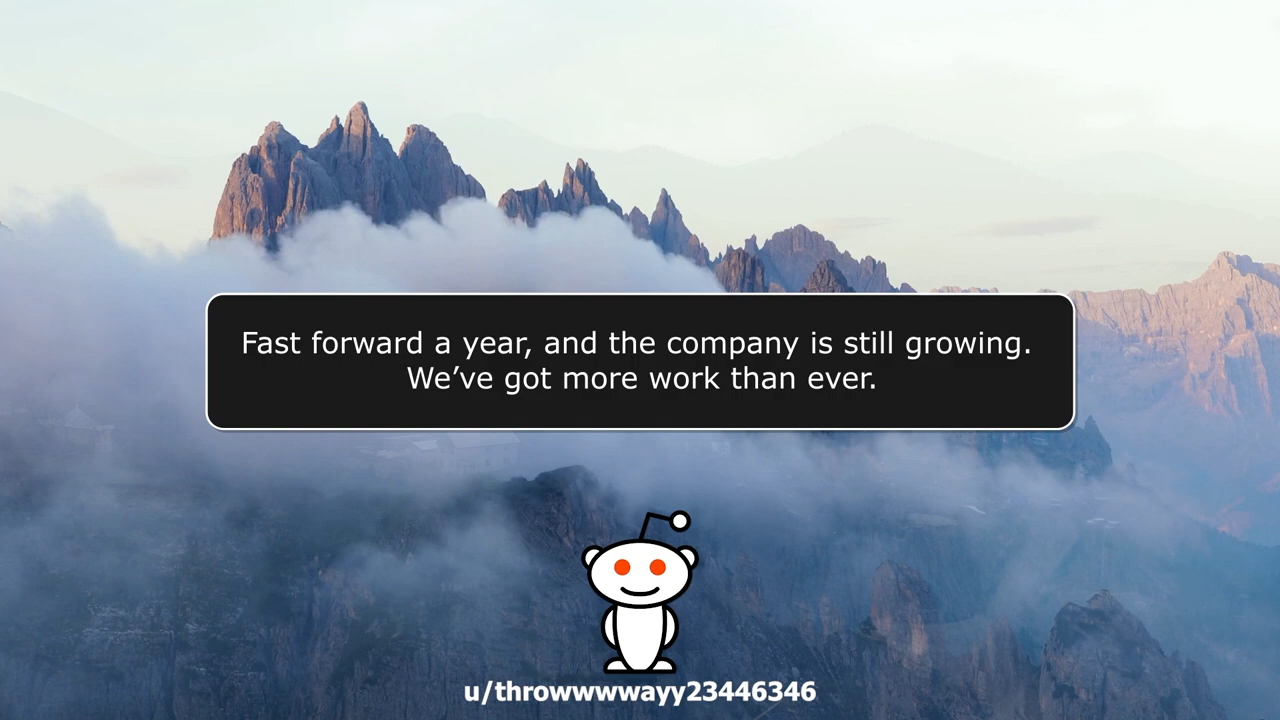 Fast forward a year, and the company is still growing.
We’ve got more work than ever.
u/throwwwwayy23446346